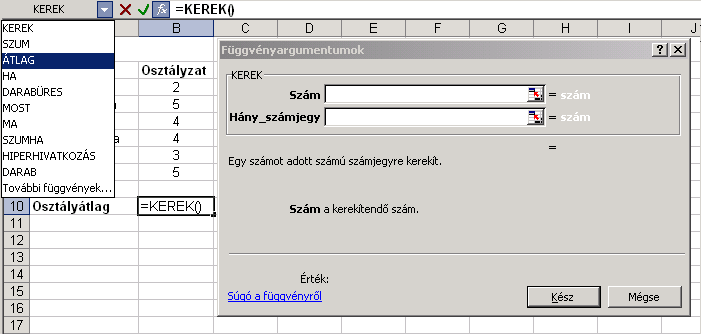 KEREK =KEREK()
B C D E F G H I J
KEREK
SZUM
ÁTLAG
HA
DARABÜRES
MOST
MA
SZUMHA
HIPERHIVATKOZÁS
DARAB
További függvények...
Osztályzat
2
5
4
4
3
5
10 Osztályátlag =KEREK()
11
12
13
14
15
16
17
Függvényargumentumok
KEREK
Szám = szám
Hány_számjegy = szám
=
Egy számot adott számú számjegyre kerekít.
Szám a kerekítendő szám.
Érték:
Súgó a függvényről Kész Mégse